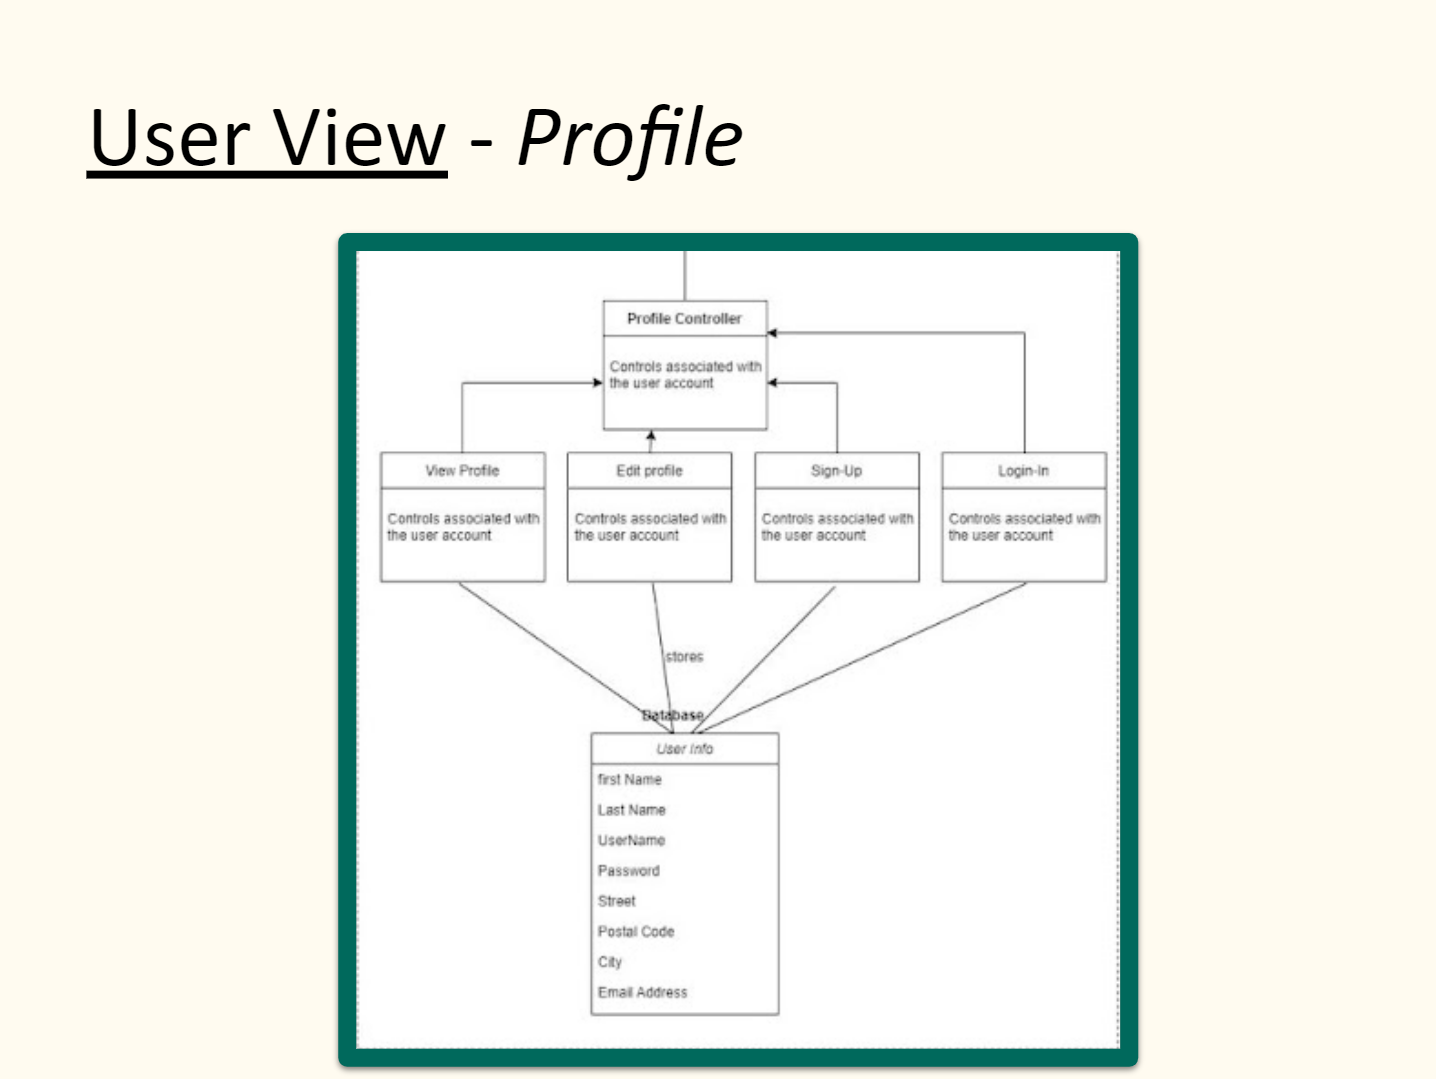 User View - Profile
Profile Controller
Controls associated with
the user account
View Profile
Controls associated with
the user account
Edit profile
Controls associated with
the user account
Sign-Up
Controls associated with
the user account
Login-In
Controls associated with
the user account
stores
Database
User Info
first Name
Last Name
UserName
Password
Street
Postal Code
City
Email Address